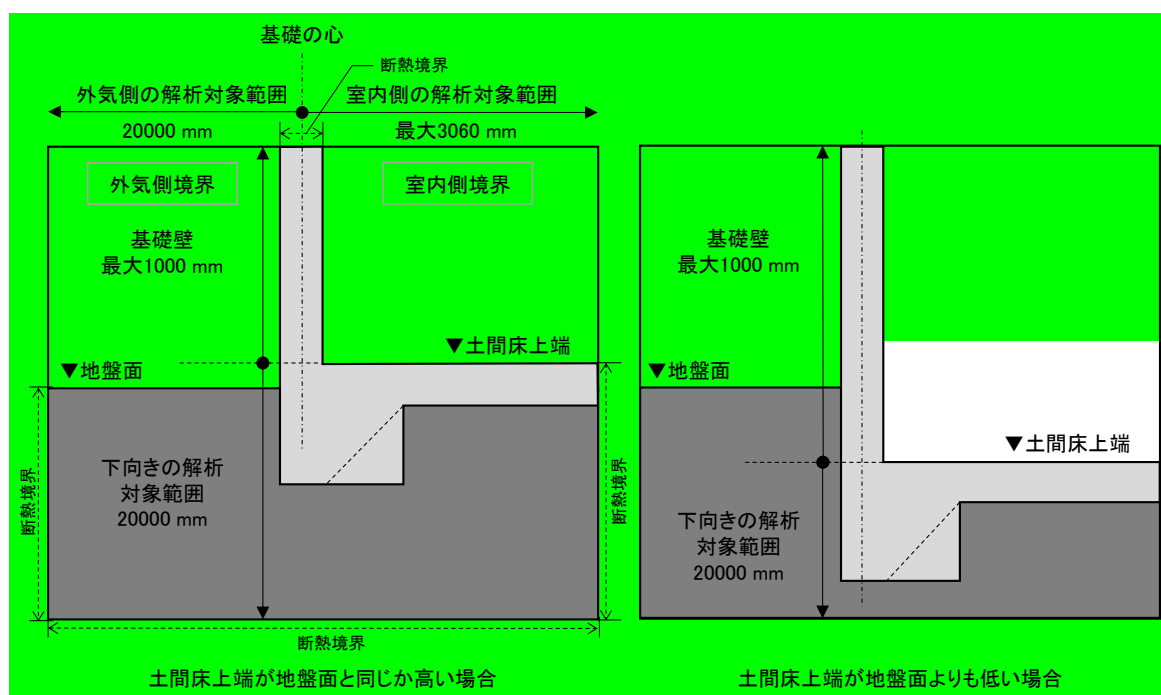 基礎の心
断熱境界
外気側の解析対象範囲
室内側の解析対象範囲
20000 mm
最大3060 mm
外気側境界
室内側境界
基礎壁
最大1000 mm
▼土間床上端
▼地盤面
下向きの解析
対象範囲
20000 mm
断熱境界
断熱境界
断熱境界
土間床上端が地盤面と同じか高い場合
基礎壁
最大1000 mm
▼地盤面
▼土間床上端
下向きの解析
対象範囲
20000 mm
土間床上端が地盤面よりも低い場合